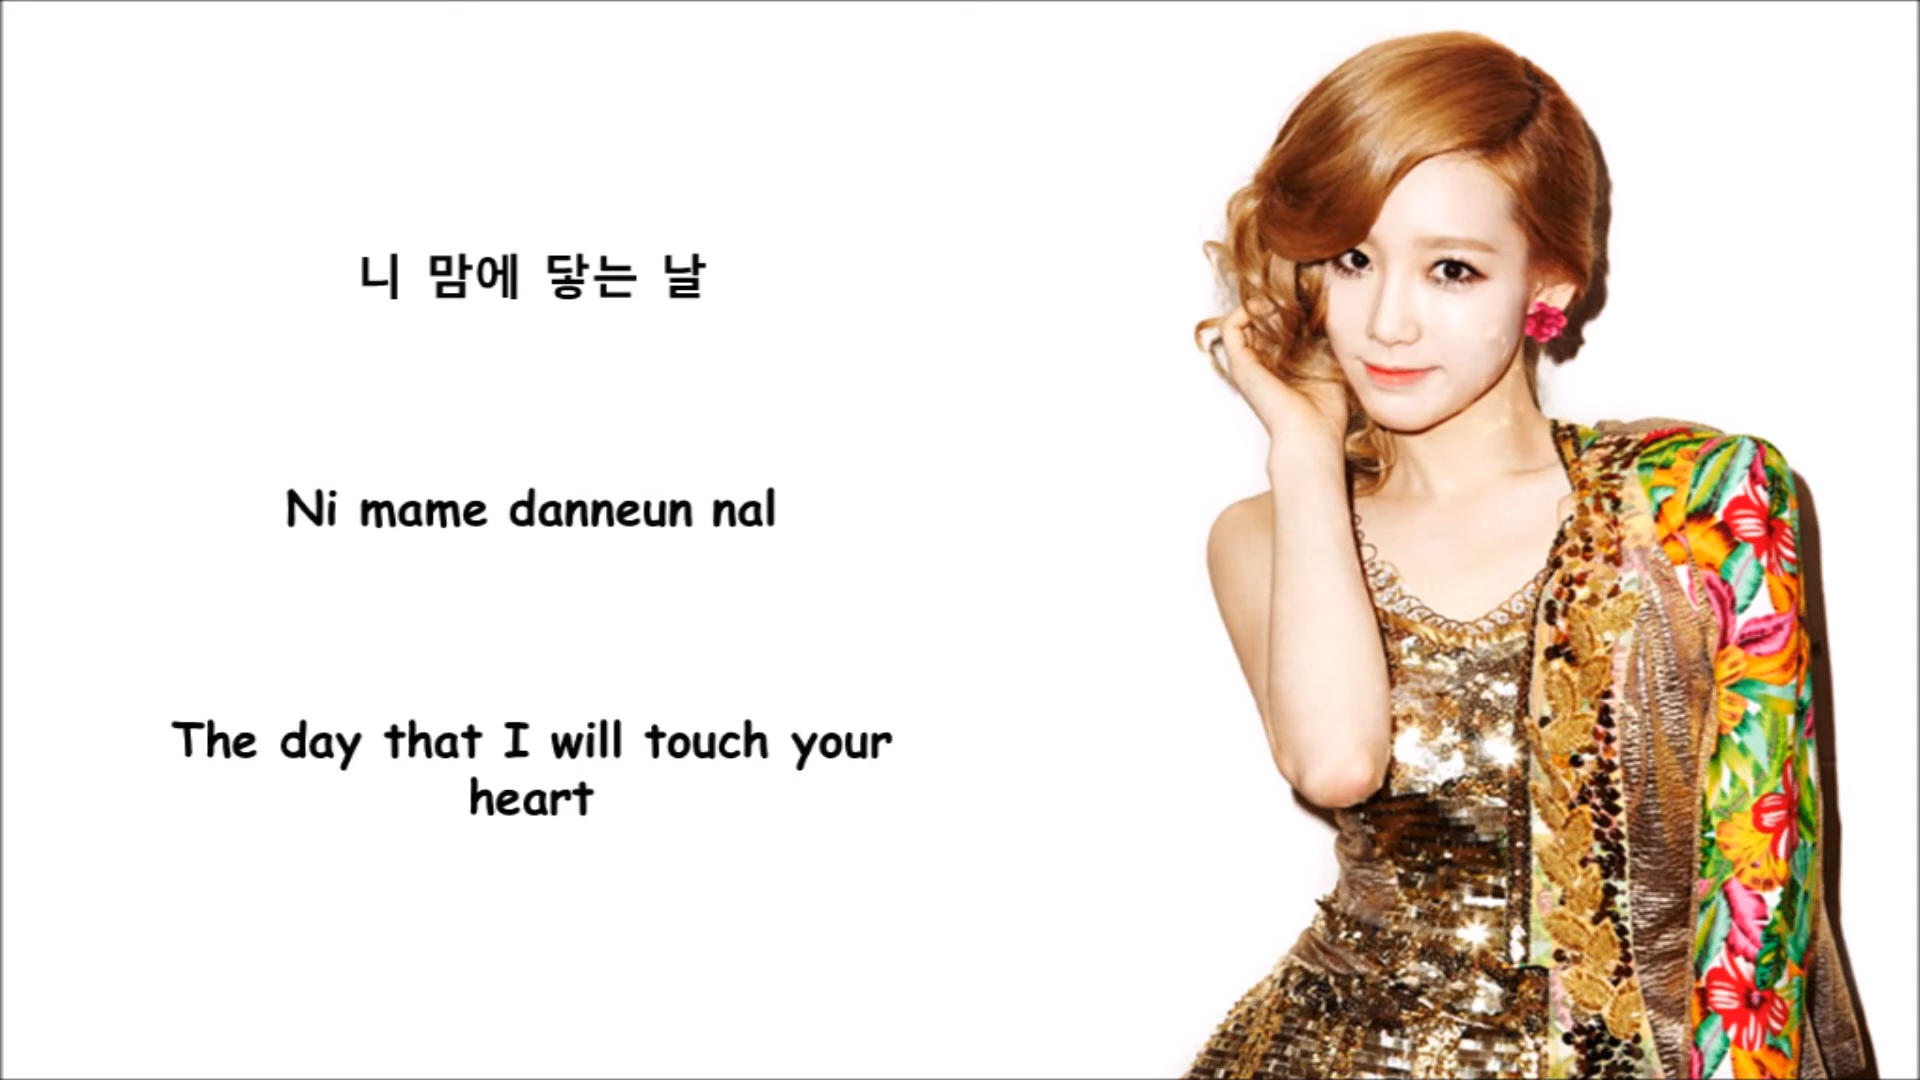 니 맘에 닿는 날
Ni mame danneun nal
The day that I will touch your
heart